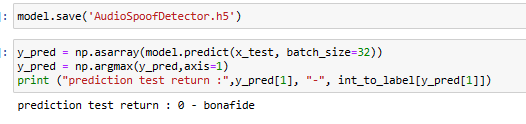 ]: model.save('AudioSpoofDetector.h5')
]: y_pred = np.asarray(model.predict(x_test, batch_size=32))
y_pred = np.argmax(y_pred,axis=1)
print ("prediction test return :",y_pred[1], "-", int_to_label[y_pred[1]])
prediction test return : 0 - bonafide